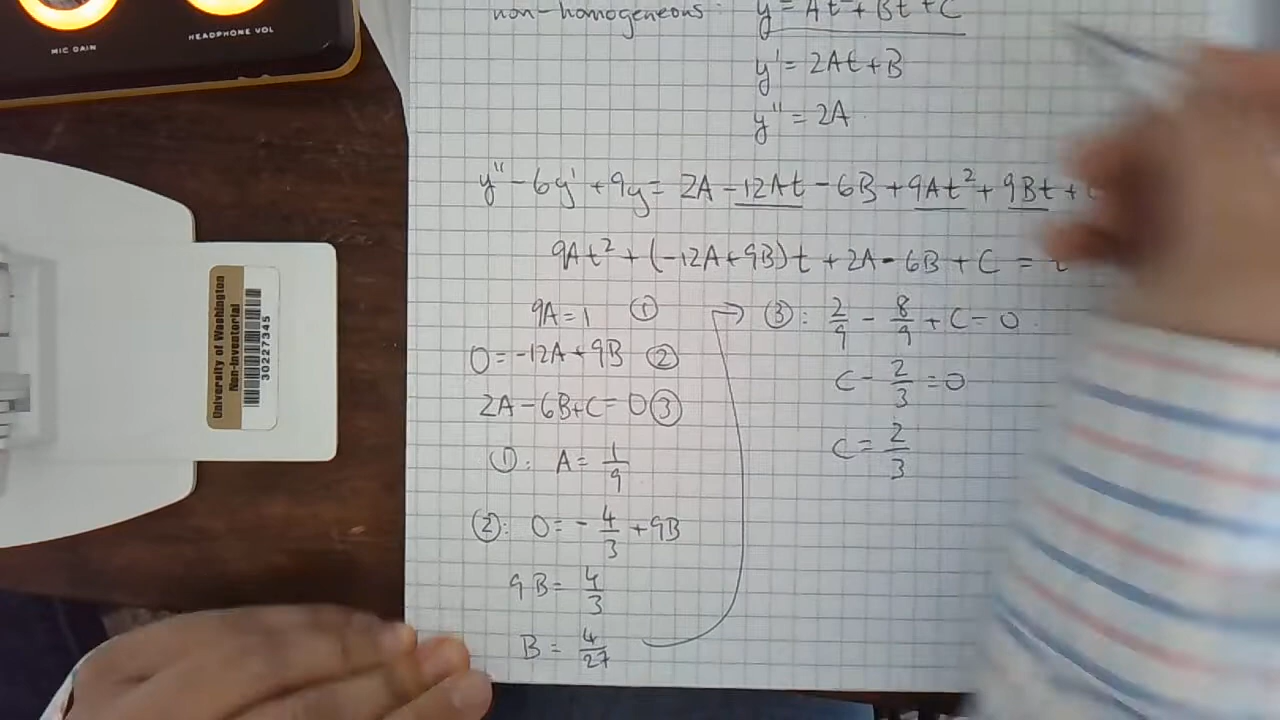 MIC GAIN
HEADPHONE VOL
University of Washington
Non-Inventorial
30227345
non-homogeneous: y = At² + Bt + C
y' = 2At + B
y'' = 2A
y'' - 6y' + 9y = 2A - 12At - 6B + 9At² + 9Bt +
9At² + (-12A + 9B)t + 2A - 6B + C =
9A = 1 ①
0 = -12A + 9B ②
2A - 6B + C = 0 ③
①: A = 1/9
②: 0 = - 4/3 + 9B
9B = 4/3
B = 4/27
→ ③: 2/9 - 8/9 + C = 0
C - 2/3 = 0
C = 2/3